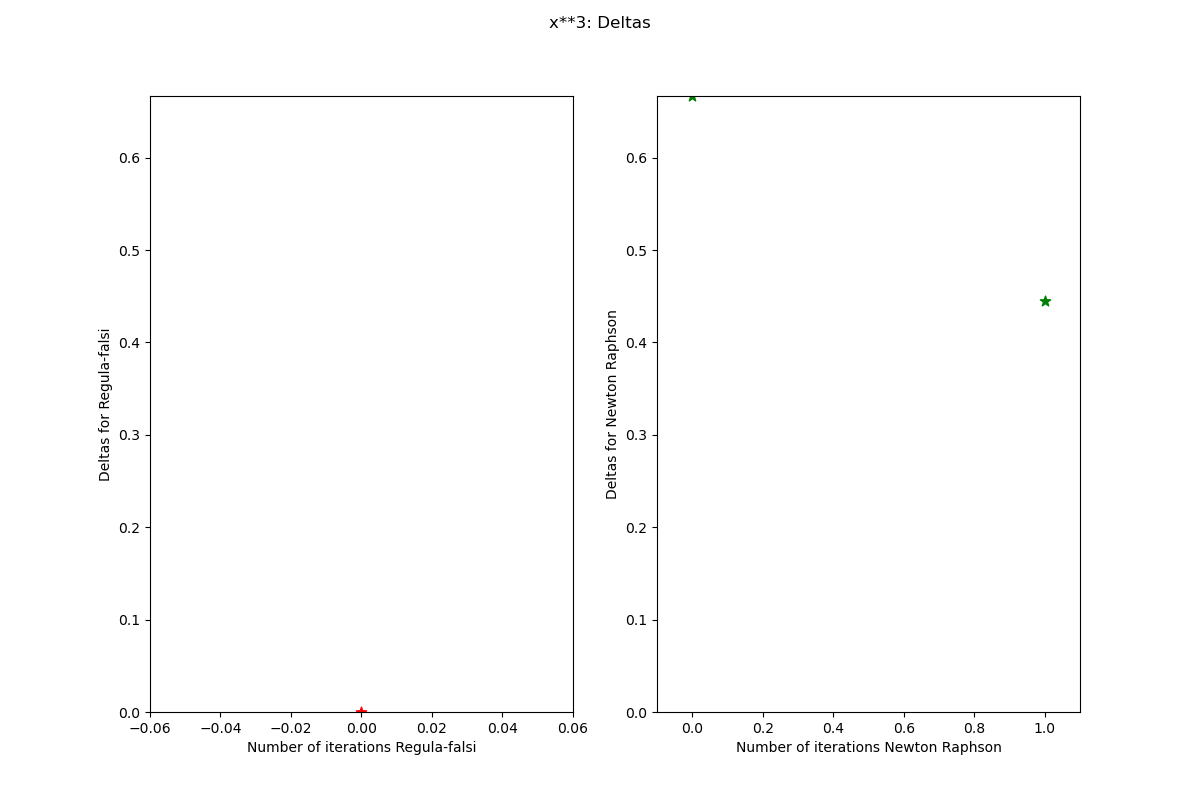 x**3: Deltas
0.6
0.5
0.4
0.3
0.2
0.1
0.0
Deltas for Regula-falsi
−0.06 −0.04 −0.02 0.00 0.02 0.04 0.06
Number of iterations Regula-falsi
0.6
0.5
0.4
0.3
0.2
0.1
0.0
Deltas for Newton Raphson
0.0 0.2 0.4 0.6 0.8 1.0
Number of iterations Newton Raphson